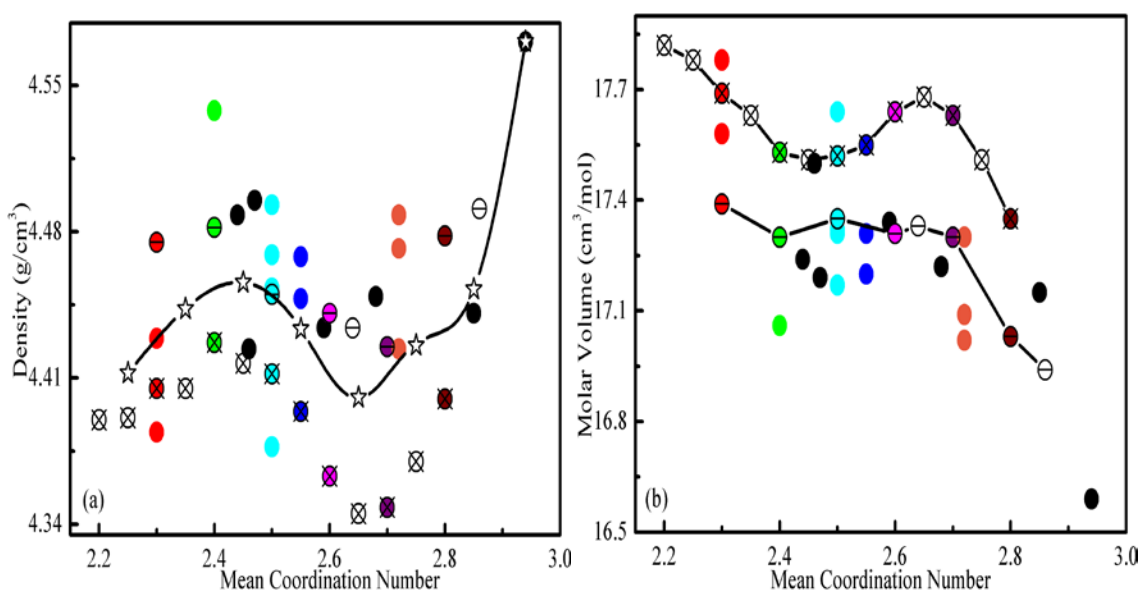 4.55
4.48
4.41
4.34
Density (g/cm³)
(a)
2.2 2.4 2.6 2.8 3.0
Mean Coordination Number
17.7
17.4
17.1
16.8
16.5
Molar Volume (cm³/mol)
(b)
2.2 2.4 2.6 2.8 3.0
Mean Coordination Number